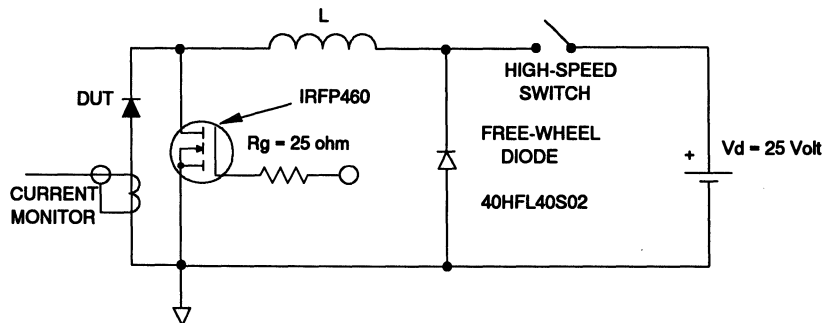 L
HIGH-SPEED
SWITCH
DUT
IRFP460
Rg = 25 ohm
FREE-WHEEL
DIODE
40HFL40S02
+
Vd = 25 Volt
CURRENT
MONITOR